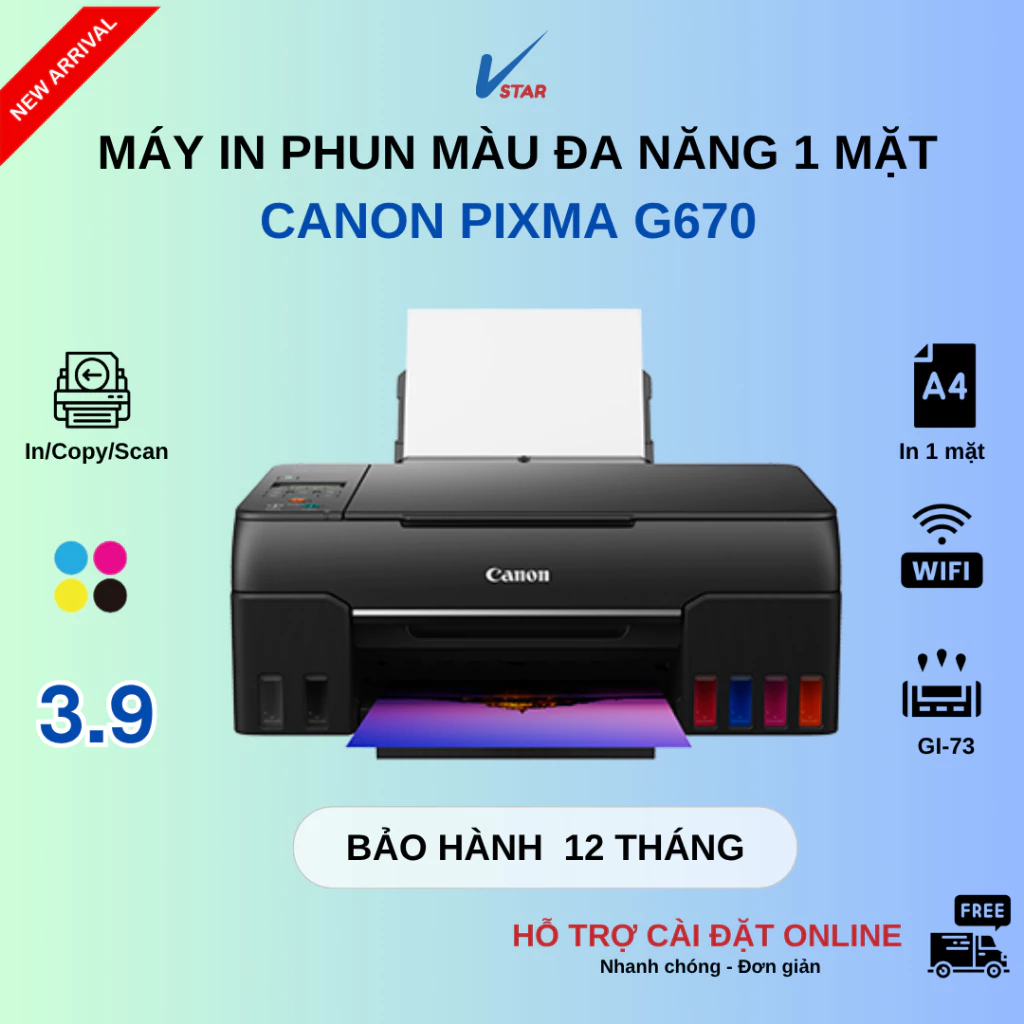 NEW ARRIVAL
V STAR
MÁY IN PHUN MÀU ĐA NĂNG 1 MẶT
CANON PIXMA G670
In/Copy/Scan
A4
In 1 mặt
WIFI
Canon
3.9
GI-73
BẢO HÀNH 12 THÁNG
FREE
HỖ TRỢ CÀI ĐẶT ONLINE
Nhanh chóng - Đơn giản